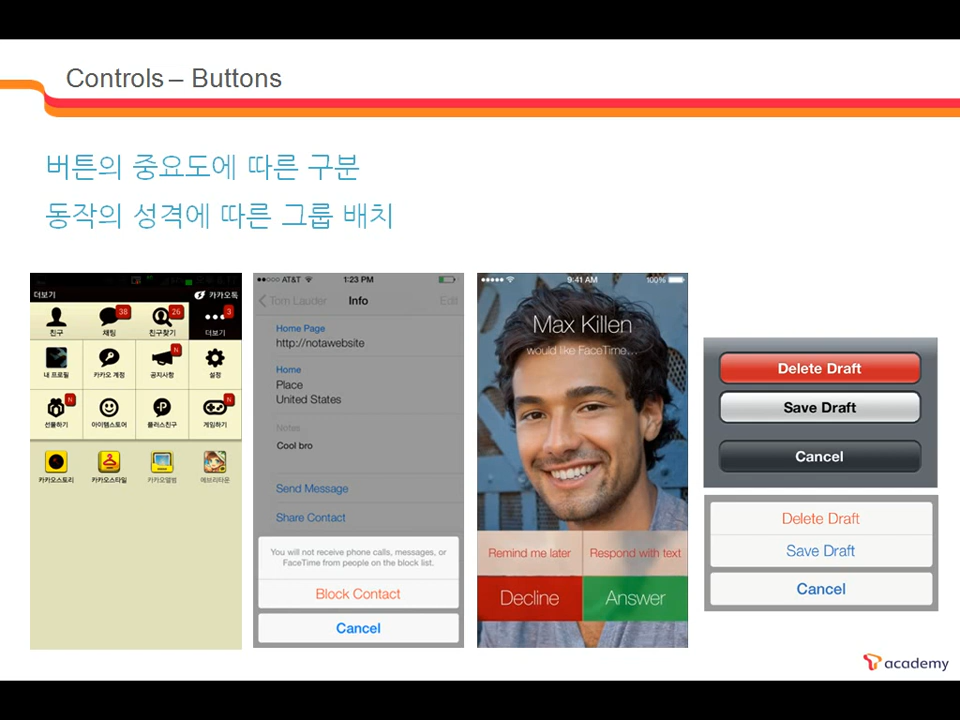 Controls – Buttons
버튼의 중요도에 따른 구분
동작의 성격에 따른 그룹 배치
더보기
카카오톡
38
26
3
친구
채팅
친구찾기
더보기
N
내 프로필
카카오 계정
공지사항
설정
N
N
선물하기
아이템스토어
플러스친구
게임하기
카카오스토리
카카오스타일
카카오앨범
에브리타운
AT&T
1:23 PM
Tom Lauder
Info
Edit
Home Page
http://notawebsite
Home
Place
United States
Notes
Cool bro
Send Message
Share Contact
You will not receive phone calls, messages, or
FaceTime from people on the block list.
Block Contact
Cancel
9:41 AM
100%
Max Killen
would like FaceTime...
Remind me later
Respond with text
Decline
Answer
Delete Draft
Save Draft
Cancel
Delete Draft
Save Draft
Cancel
T academy